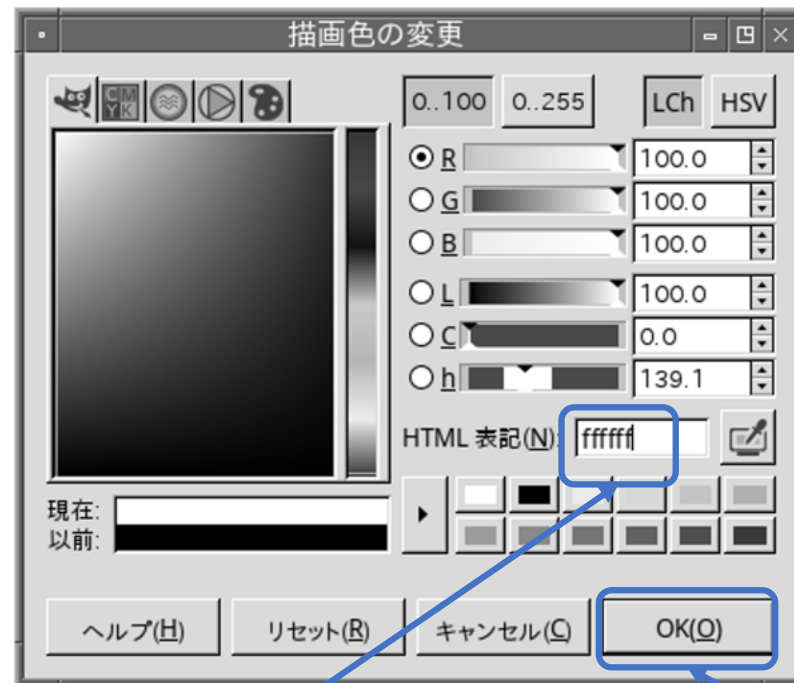 描画色の変更
CM
YK
0..100 0..255 LCh HSV
R 100.0
G 100.0
B 100.0
L 100.0
C 0.0
h 139.1
HTML 表記(N): ffffff
現在:
以前:
ヘルプ(H) リセット(R) キャンセル(C) OK(O)